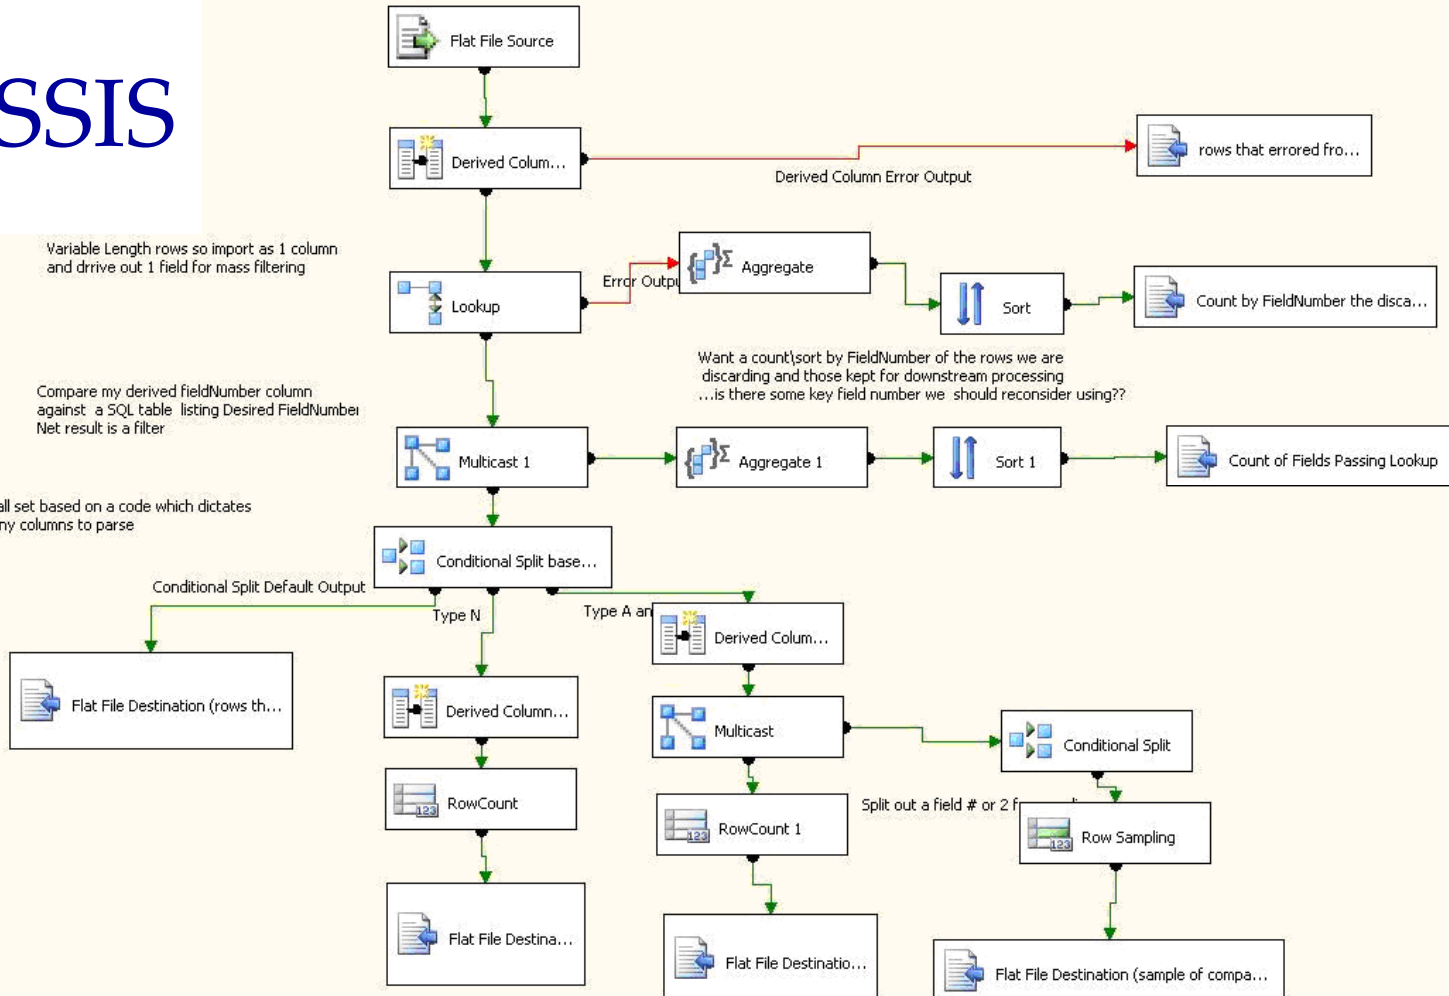 SSIS
Flat File Source
Derived Colum...
Derived Column Error Output
rows that errored fro...
Variable Length rows so import as 1 column
and drrive out 1 field for mass filtering
Lookup
Error Outpu
Aggregate
Sort
Count by FieldNumber the disca...
Want a count\sort by FieldNumber of the rows we are
discarding and those kept for downstream processing
...is there some key field number we should reconsider using??
Compare my derived fieldNumber column
against a SQL table listing Desired FieldNumber
Net result is a filter
Multicast 1
Aggregate 1
Sort 1
Count of Fields Passing Lookup
all set based on a code which dictates
ny columns to parse
Conditional Split base...
Conditional Split Default Output
Type N
Type A an
Flat File Destination (rows th...
Derived Column...
Derived Colum...
Multicast
Conditional Split
RowCount
RowCount 1
Split out a field # or 2 f
Row Sampling
Flat File Destina...
Flat File Destinatio...
Flat File Destination (sample of compa...